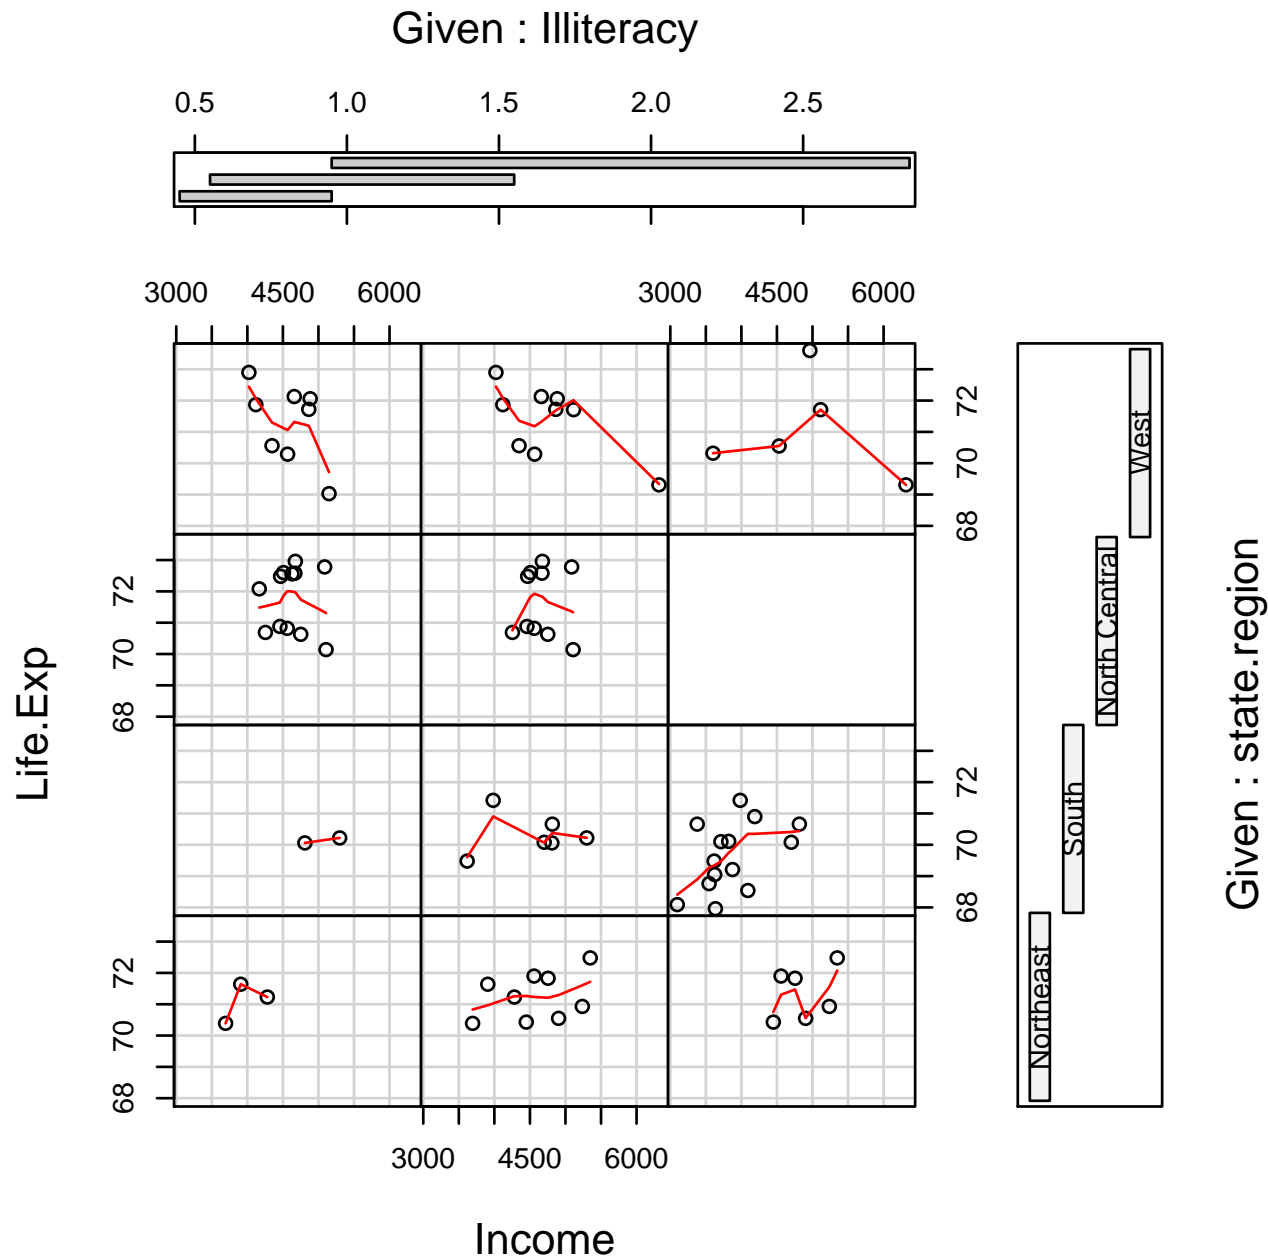 Given : Illiteracy
0.5 1.0 1.5 2.0 2.5
3000 4500 6000 3000 4500 6000
72
70
68
72
70
68
72
70
68
72
70
68
3000 4500 6000
Income
Life.Exp
West
North Central
South
Northeast
Given : state.region